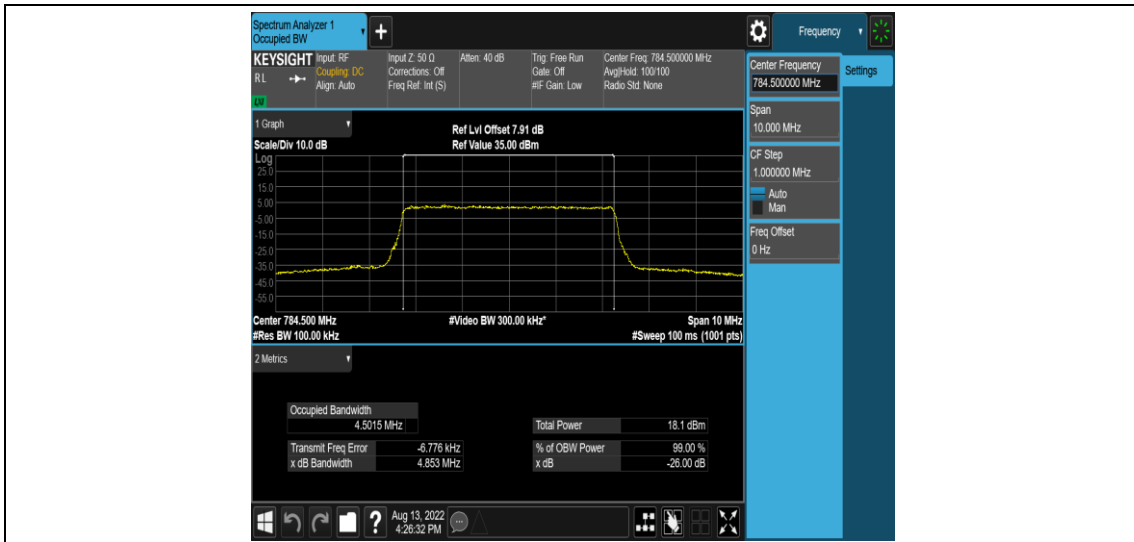 Spectrum Analyzer 1
Occupied BW
+
Frequency
KEYSIGHT
RL
LXI
Input: RF
Coupling: DC
Align: Auto
Input Z: 50 Ω
Corrections: Off
Freq Ref: Int (S)
Atten: 40 dB
Trig: Free Run
Gate: Off
#IF Gain: Low
Center Freq: 784.500000 MHz
Avg|Hold: 100/100
Radio Std: None
Center Frequency
784.500000 MHz
Settings
Span
10.000 MHz
CF Step
1.000000 MHz
Auto
Man
Freq Offset
0 Hz
1 Graph
Scale/Div 10.0 dB
Ref Lvl Offset 7.91 dB
Ref Value 35.00 dBm
Log
25.0
15.0
5.00
-5.00
-15.0
-25.0
-35.0
-45.0
-55.0
Center 784.500 MHz
#Video BW 300.00 kHz*
Span 10 MHz
#Res BW 100.00 kHz
#Sweep 100 ms (1001 pts)
2 Metrics
Occupied Bandwidth
4.5015 MHz
Total Power 18.1 dBm
Transmit Freq Error -6.776 kHz
% of OBW Power 99.00 %
x dB Bandwidth 4.853 MHz
x dB -26.00 dB
?
Aug 13, 2022
4:26:32 PM